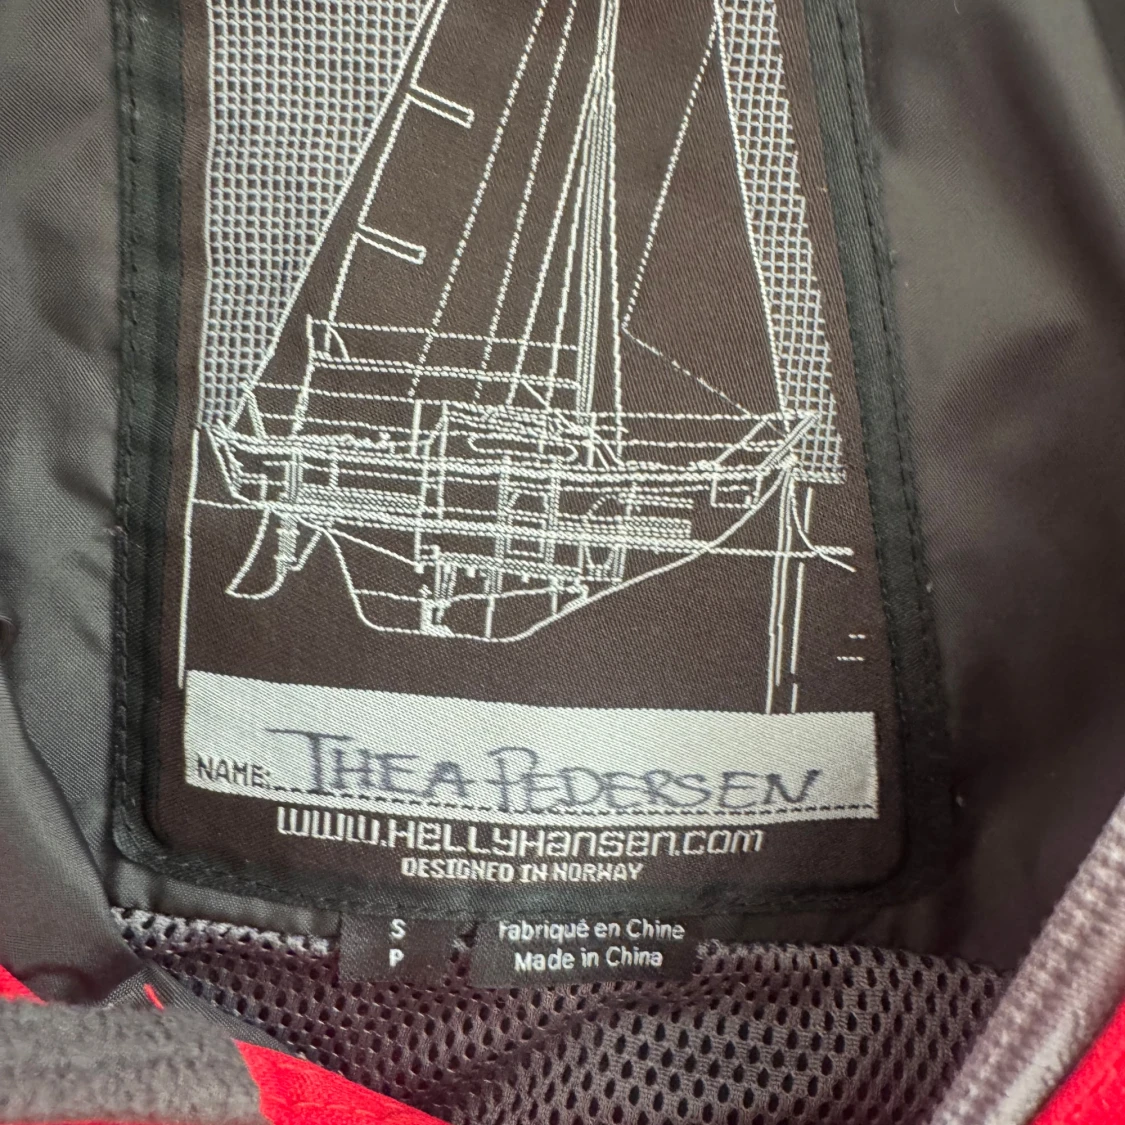 NAME: THEA PEDERSEN
www.HELLYHANSEN.COM
DESIGNED IN NORWAY
S
P
Fabriqué en Chine
Made in China